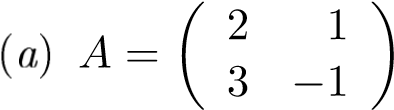 (a) A = ( 2 1
3 -1 )